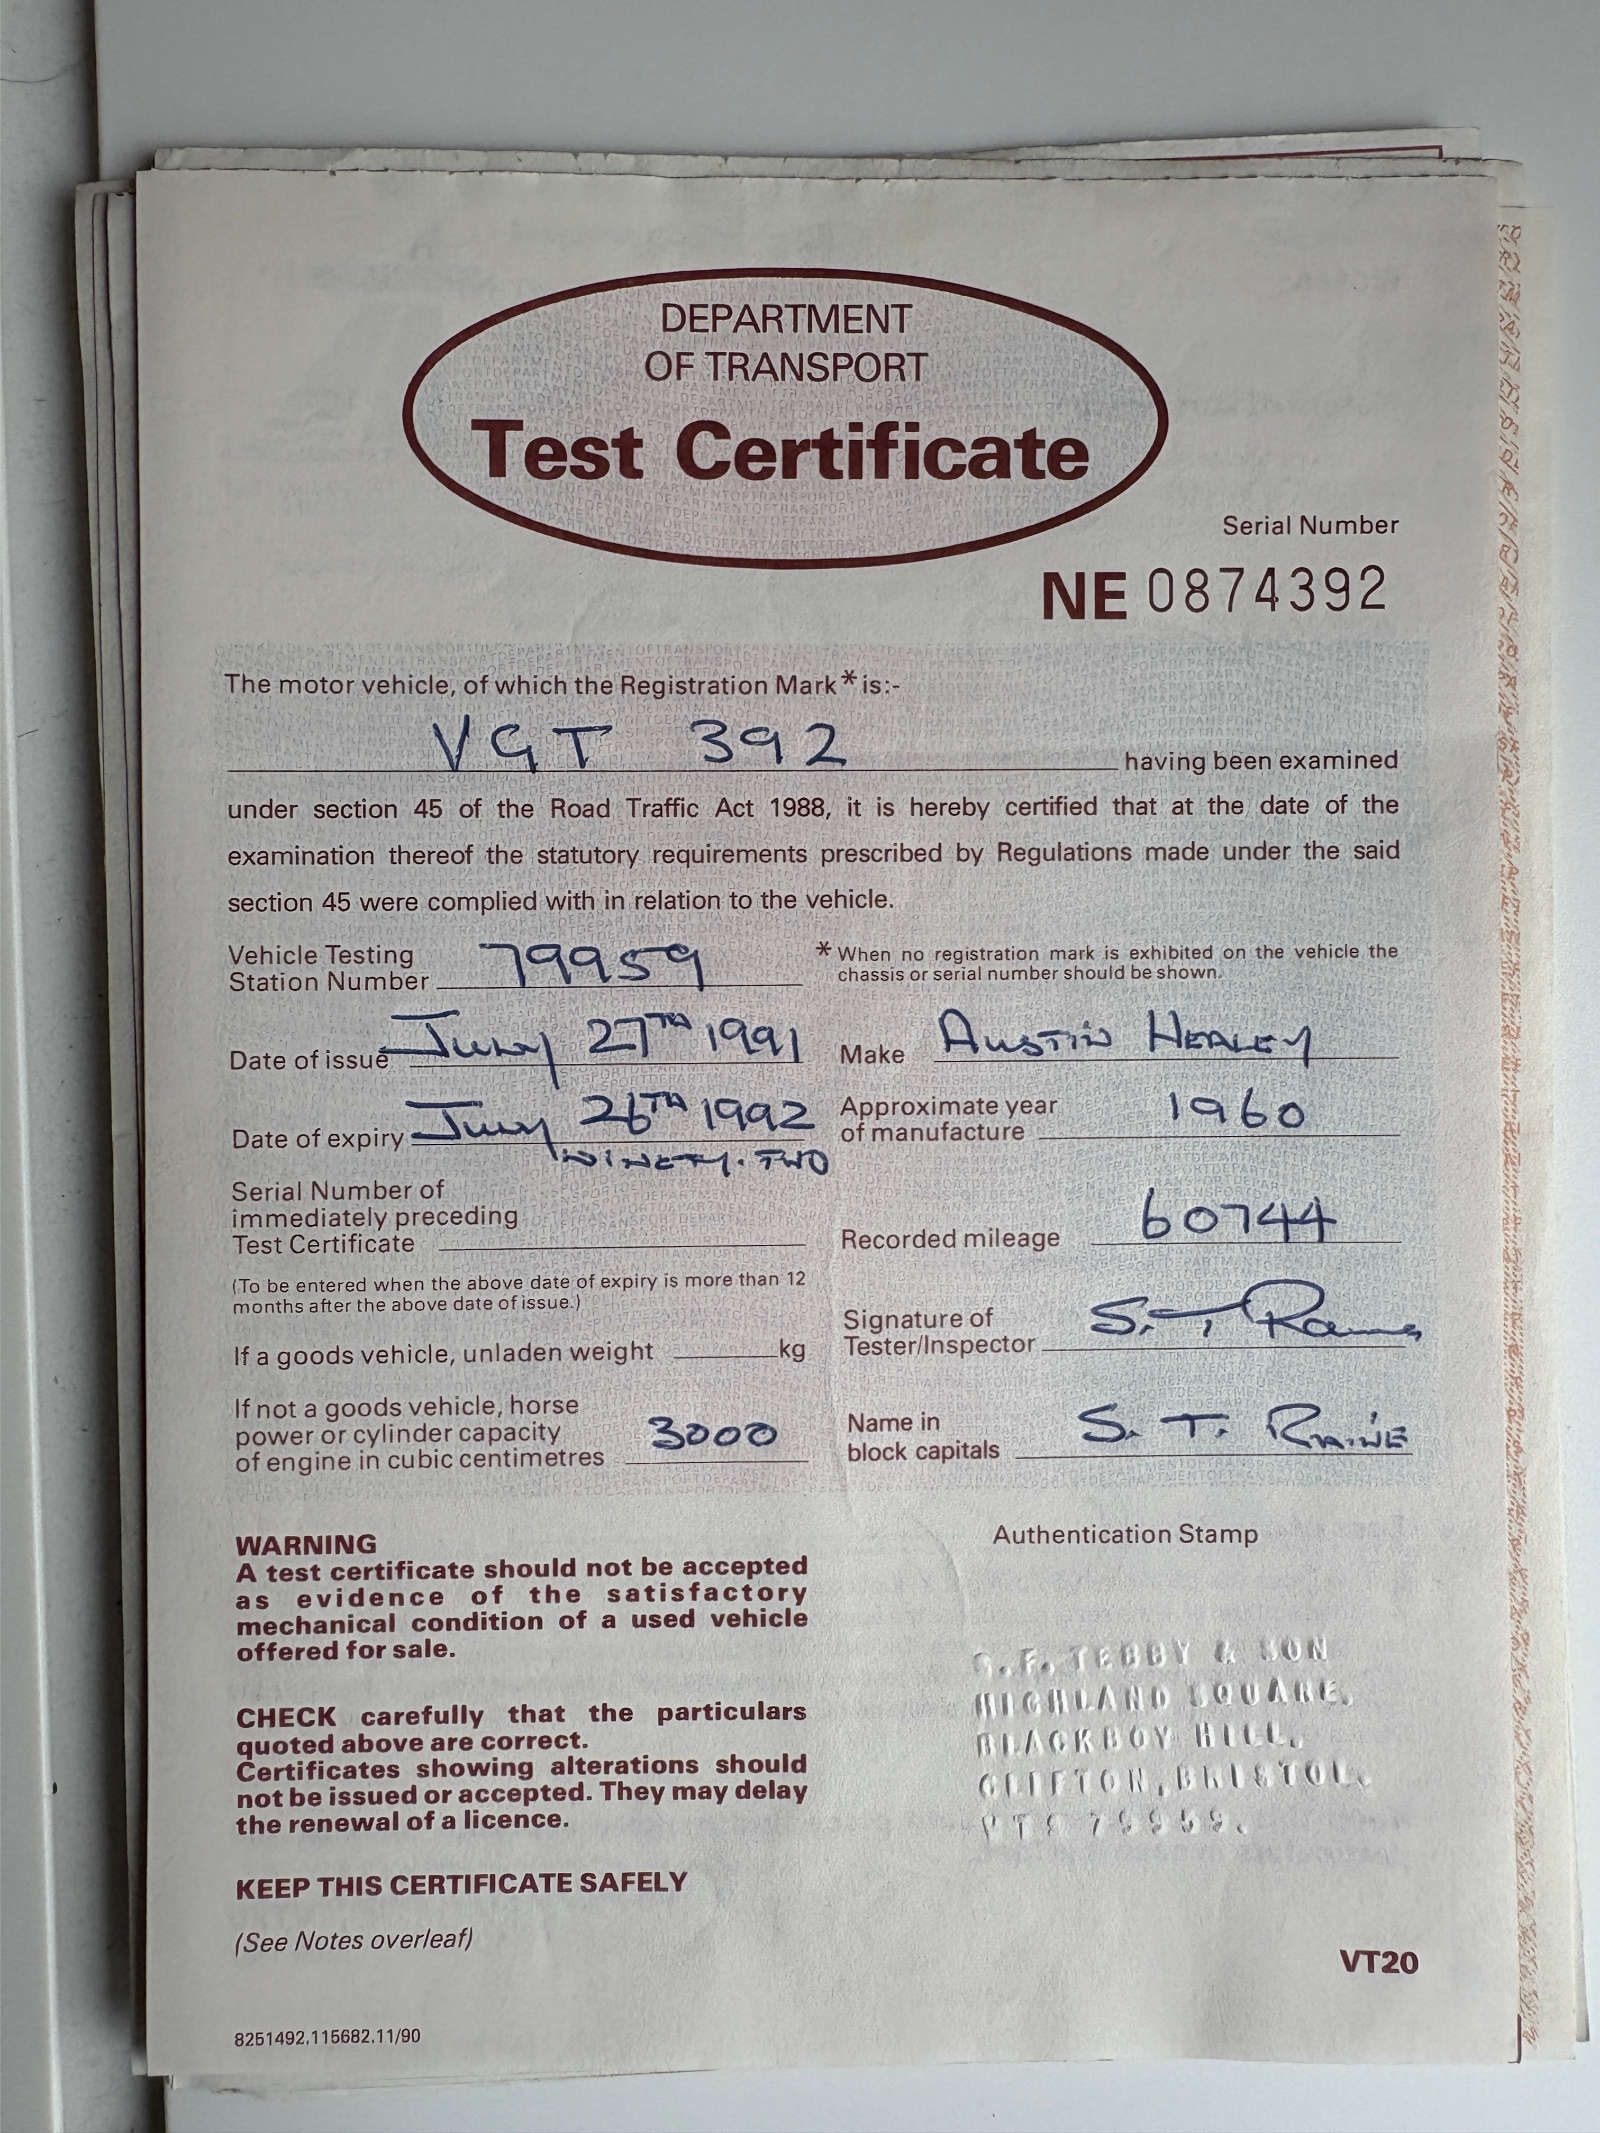 DEPARTMENT
OF TRANSPORT
Test Certificate
Serial Number
NE 0874392
The motor vehicle, of which the Registration Mark * is:-
VGT 392 having been examined
under section 45 of the Road Traffic Act 1988, it is hereby certified that at the date of the
examination thereof the statutory requirements prescribed by Regulations made under the said
section 45 were complied with in relation to the vehicle.
Vehicle Testing
Station Number 79959
* When no registration mark is exhibited on the vehicle the
chassis or serial number should be shown.
Date of issue July 27TH 1991
Make AUSTIN HEALEY
Date of expiry July 26TH 1992
NINETY.TWO
Approximate year
of manufacture 1960
Serial Number of
immediately preceding
Test Certificate
Recorded mileage 60744
(To be entered when the above date of expiry is more than 12
months after the above date of issue.)
Signature of
Tester/Inspector S.T. Raine
If a goods vehicle, unladen weight kg
If not a goods vehicle, horse
power or cylinder capacity
of engine in cubic centimetres 3000
Name in
block capitals S. T. RAINE
WARNING
A test certificate should not be accepted
as evidence of the satisfactory
mechanical condition of a used vehicle
offered for sale.
CHECK carefully that the particulars
quoted above are correct.
Certificates showing alterations should
not be issued or accepted. They may delay
the renewal of a licence.
KEEP THIS CERTIFICATE SAFELY
(See Notes overleaf)
8251492.115682.11/90
Authentication Stamp
F. TEBBY & SON
HIGHLAND SQUARE,
BLACKBOY HILL,
CLIFTON, BRISTOL,
VTS 79959.
VT20